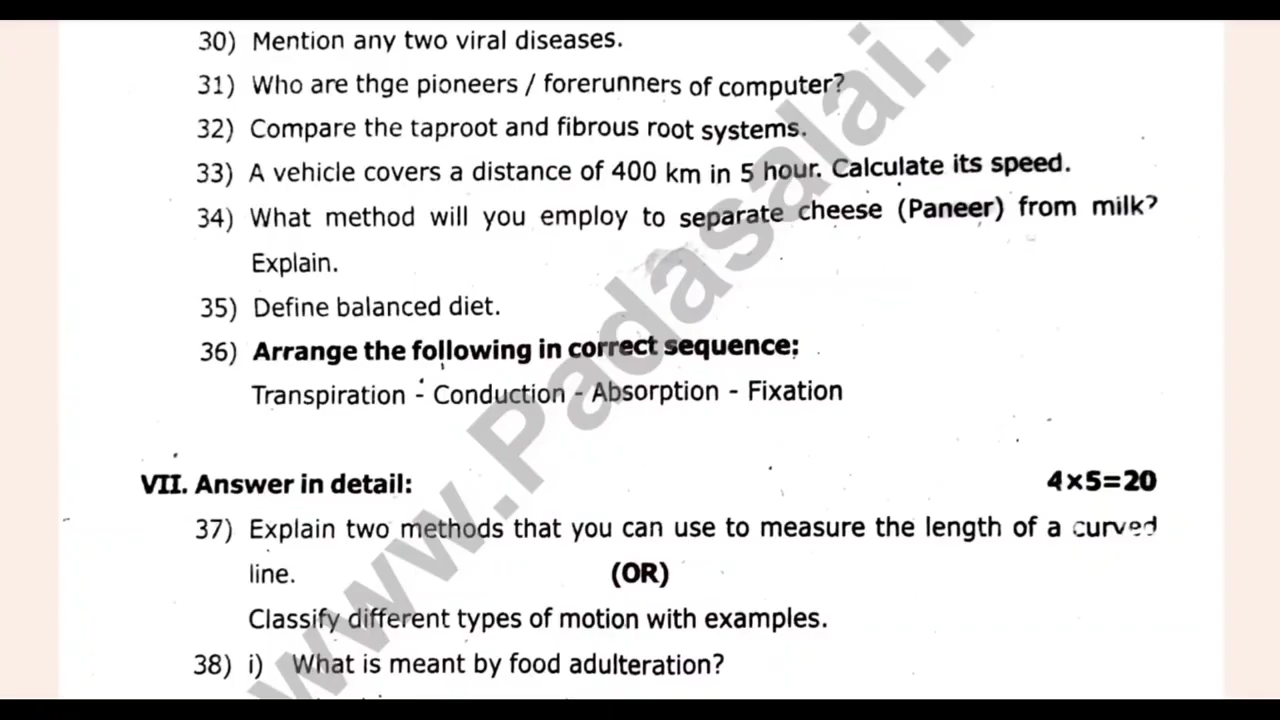 30) Mention any two viral diseases.
31) Who are thge pioneers / forerunners of computer?
32) Compare the taproot and fibrous root systems.
33) A vehicle covers a distance of 400 km in 5 hour. Calculate its speed.
34) What method will you employ to separate cheese (Paneer) from milk?
Explain.
35) Define balanced diet.
36) Arrange the following in correct sequence:
Transpiration - Conduction - Absorption - Fixation
VII. Answer in detail: 4×5=20
37) Explain two methods that you can use to measure the length of a curved
line. (OR)
Classify different types of motion with examples.
38) i) What is meant by food adulteration?
www.Padasalai.